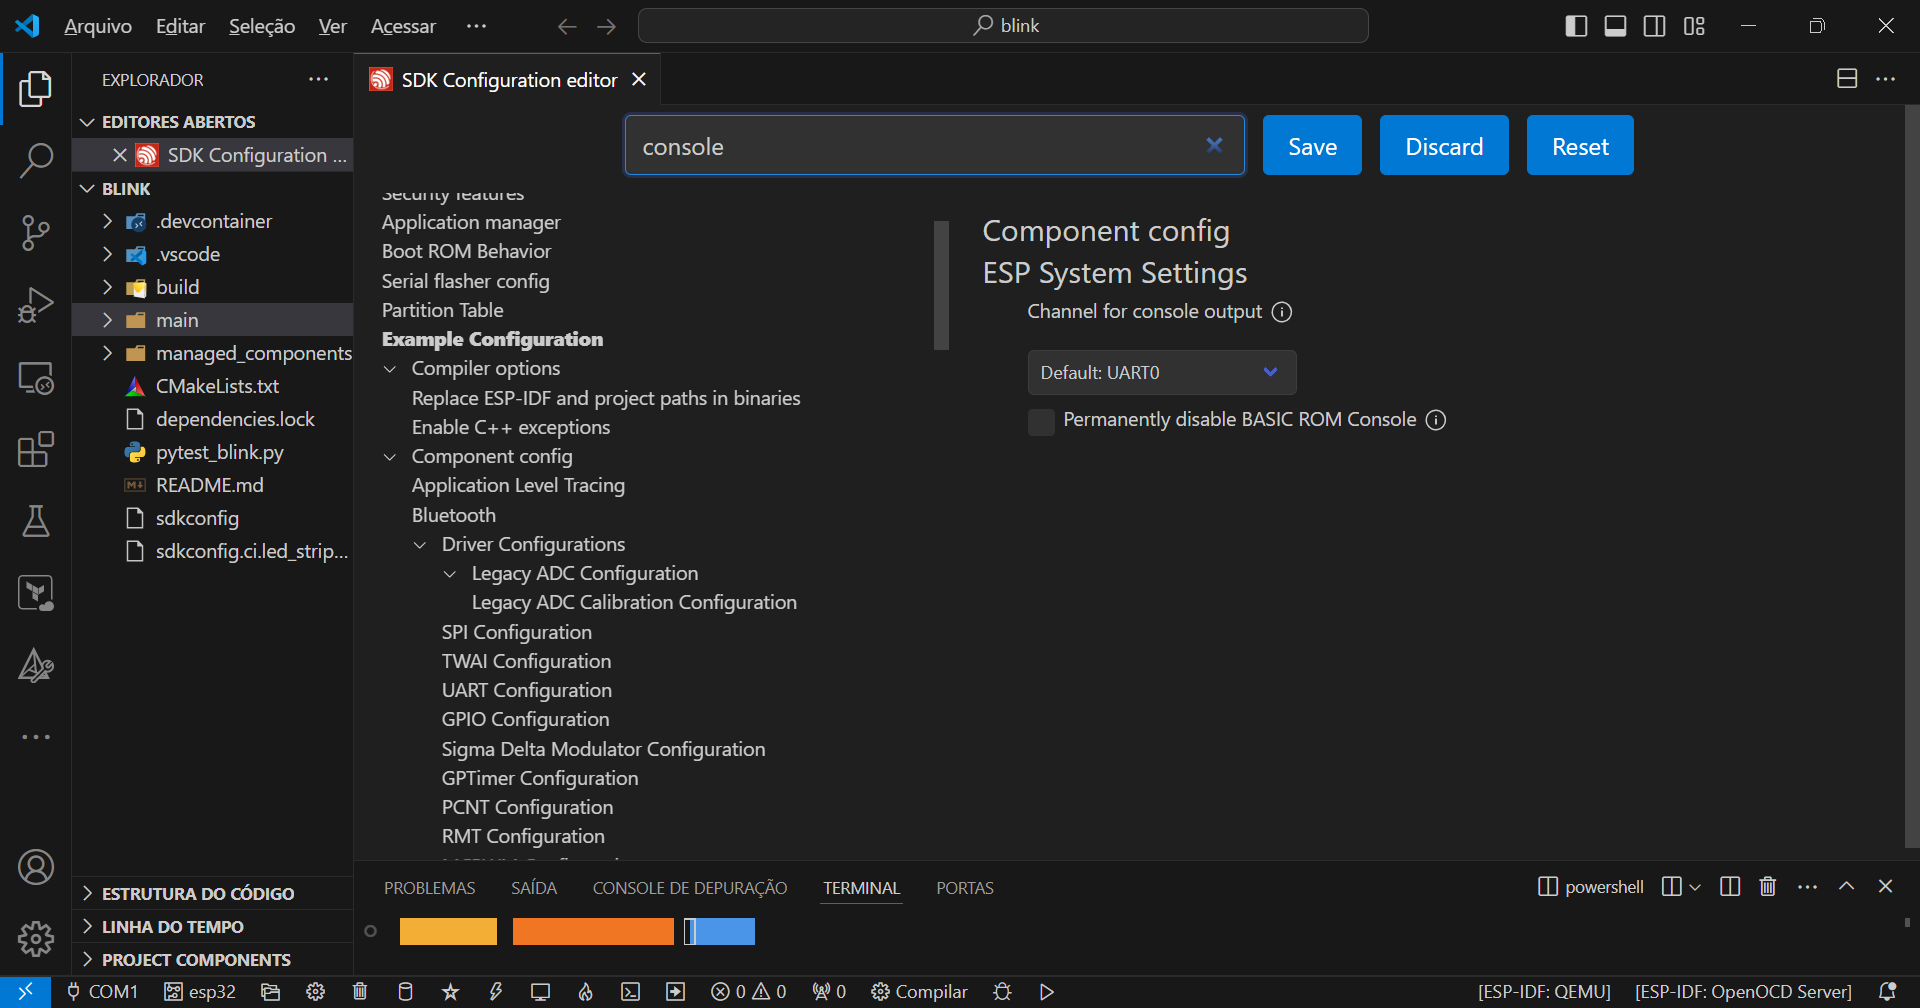 Arquivo Editar Seleção Ver Acessar ··· blink
EXPLORADOR ···
EDITORES ABERTOS
SDK Configuration ...
BLINK
.devcontainer
.vscode
build
main
managed_components
CMakeLists.txt
dependencies.lock
pytest_blink.py
README.md
sdkconfig
sdkconfig.ci.led_strip...
ESTRUTURA DO CÓDIGO
LINHA DO TEMPO
PROJECT COMPONENTS
SDK Configuration editor
console Save Discard Reset
Security features
Application manager
Boot ROM Behavior
Serial flasher config
Partition Table
Example Configuration
Compiler options
Replace ESP-IDF and project paths in binaries
Enable C++ exceptions
Component config
Application Level Tracing
Bluetooth
Driver Configurations
Legacy ADC Configuration
Legacy ADC Calibration Configuration
SPI Configuration
TWAI Configuration
UART Configuration
GPIO Configuration
Sigma Delta Modulator Configuration
GPTimer Configuration
PCNT Configuration
RMT Configuration
Component config
ESP System Settings
Channel for console output
Default: UART0
Permanently disable BASIC ROM Console
PROBLEMAS SAÍDA CONSOLE DE DEPURAÇÃO TERMINAL PORTAS powershell
COM1 esp32 0 0 0 Compilar [ESP-IDF: QEMU] [ESP-IDF: OpenOCD Server]